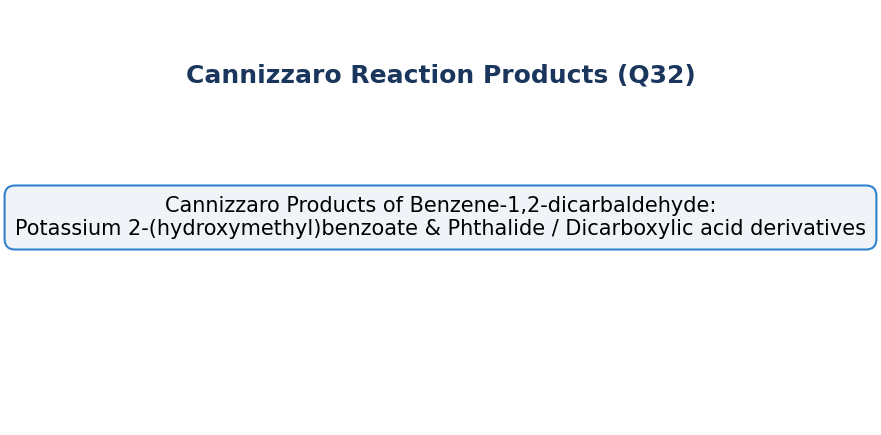 Cannizzaro Reaction Products (Q32)
Cannizzaro Products of Benzene-1,2-dicarbaldehyde:
Potassium 2-(hydroxymethyl)benzoate & Phthalide / Dicarboxylic acid derivatives